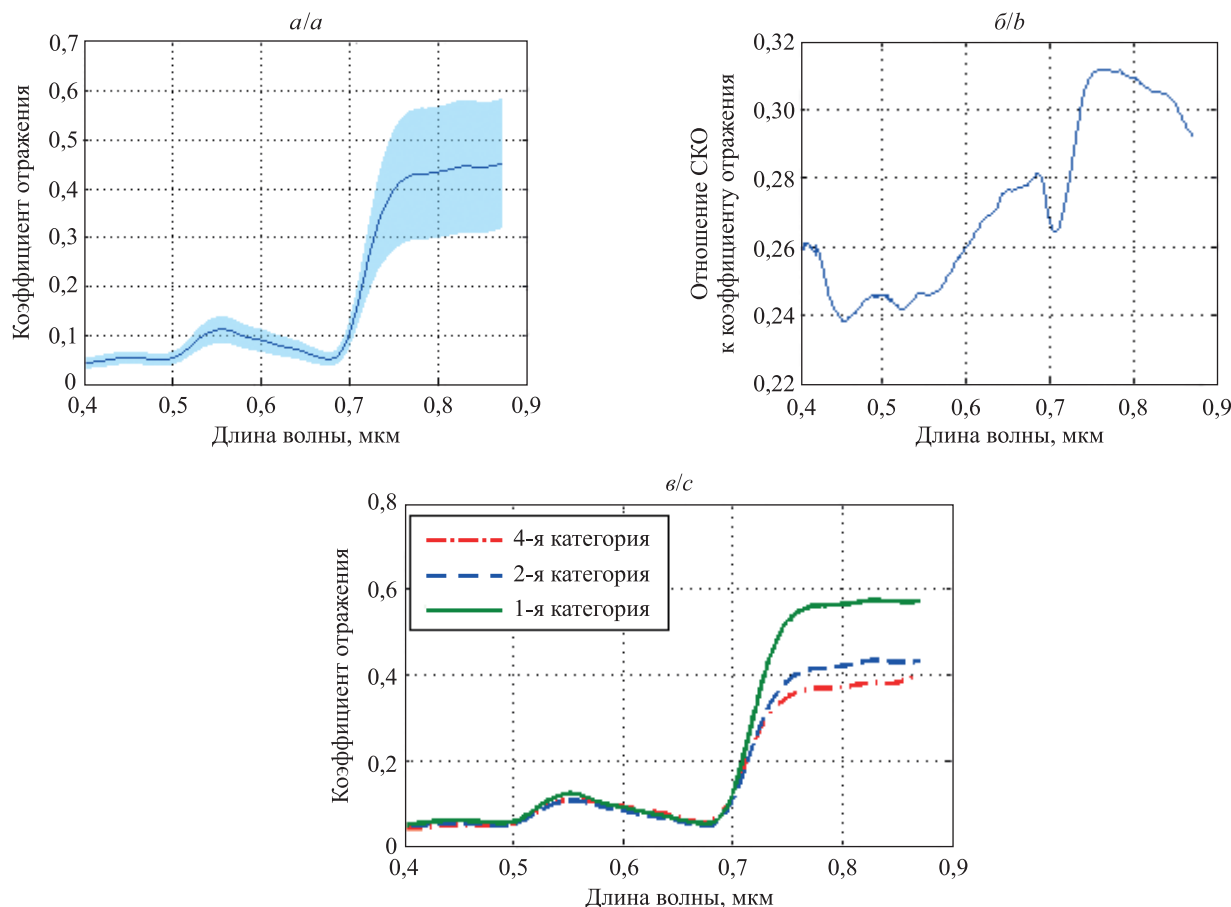 а/a
0,7
0,6
0,5
0,4
0,3
0,2
0,1
0
0,4 0,5 0,6 0,7 0,8 0,9
Коэффициент отражения
Длина волны, мкм
б/b
0,32
0,30
0,28
0,26
0,24
0,22
0,4 0,5 0,6 0,7 0,8 0,9
Отношение СКО
к коэффициенту отражения
Длина волны, мкм
в/c
0,8
0,6
0,4
0,2
0
0,4 0,5 0,6 0,7 0,8 0,9
Коэффициент отражения
4-я категория
2-я категория
1-я категория
Длина волны, мкм